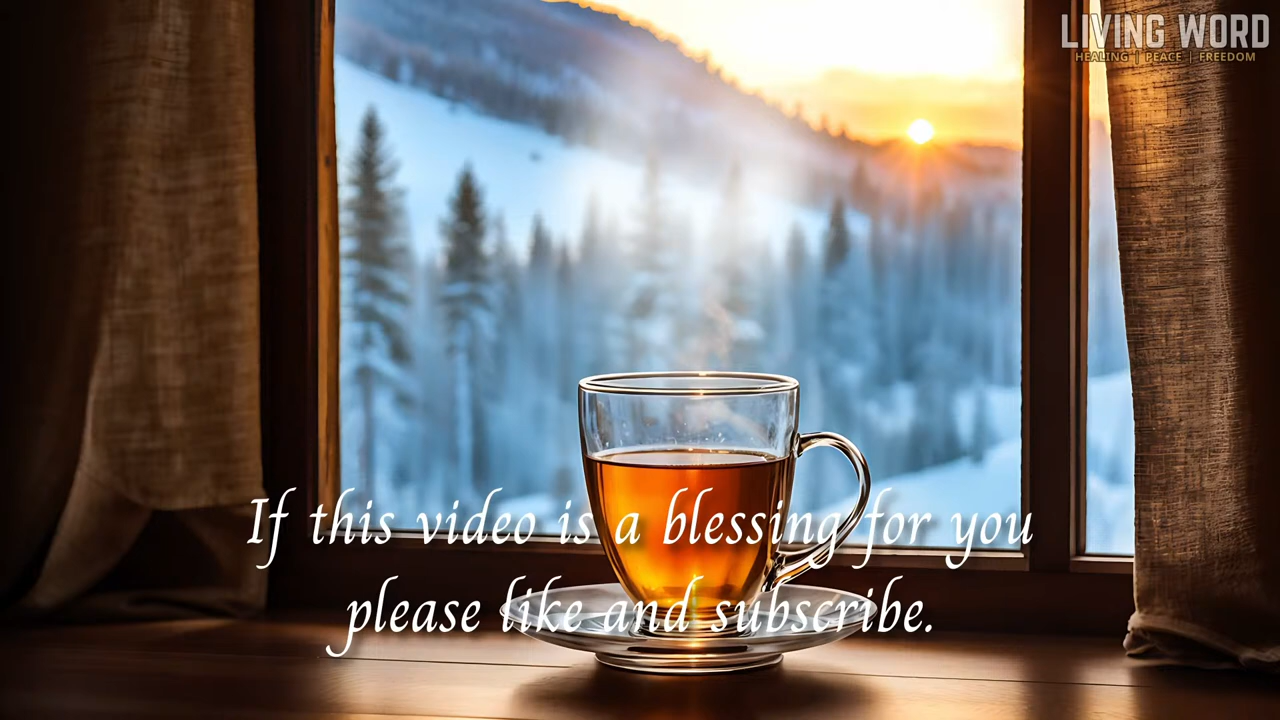 LIVING WORD
HEALING | PEACE | FREEDOM
If this video is a blessing for you
please like and subscribe.